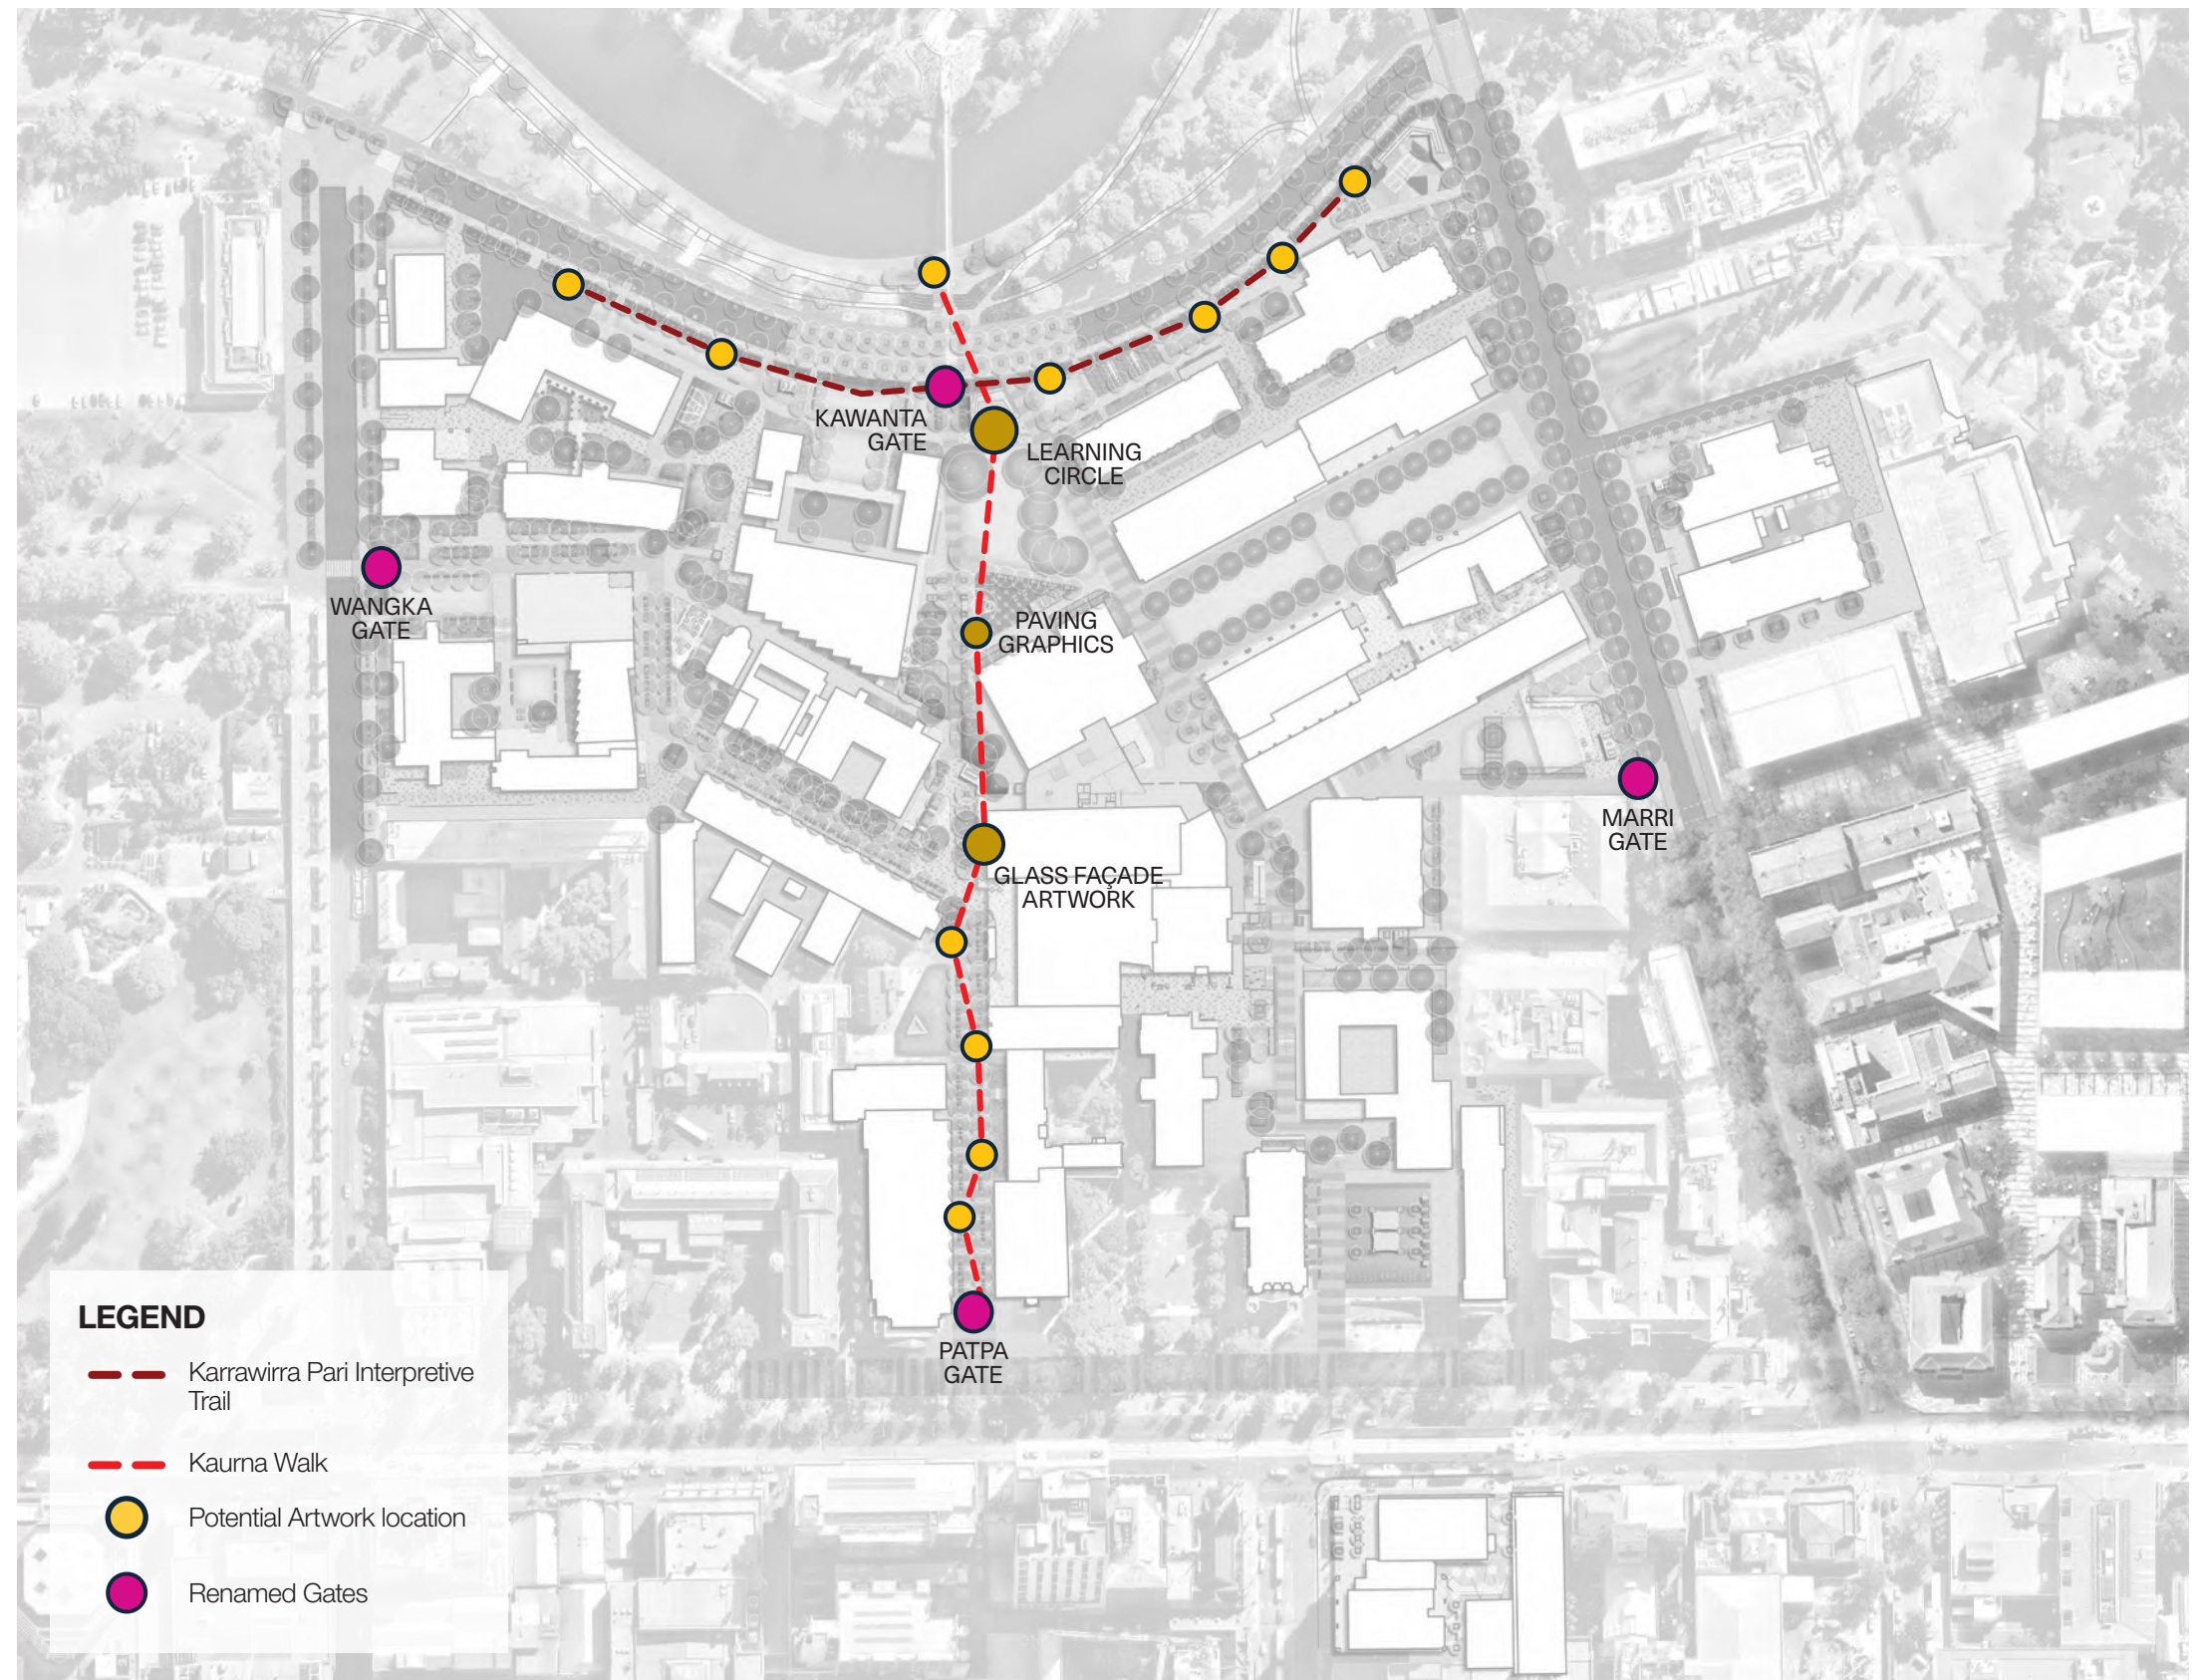 KAWANTA
GATE
LEARNING
CIRCLE
WANGKA
GATE
PAVING
GRAPHICS
MARRI
GATE
GLASS FAÇADE
ARTWORK
PATPA
GATE
LEGEND
Karrawirra Pari Interpretive
Trail
Kaurna Walk
Potential Artwork location
Renamed Gates